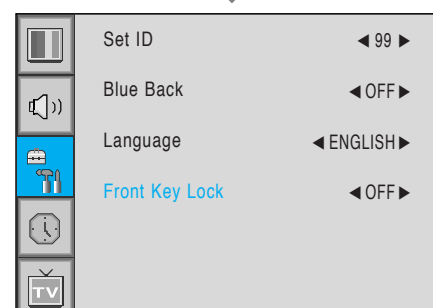 Set ID ◀ 99 ▶
Blue Back ◀ OFF ▶
Language ◀ ENGLISH ▶
Front Key Lock ◀ OFF ▶
TV